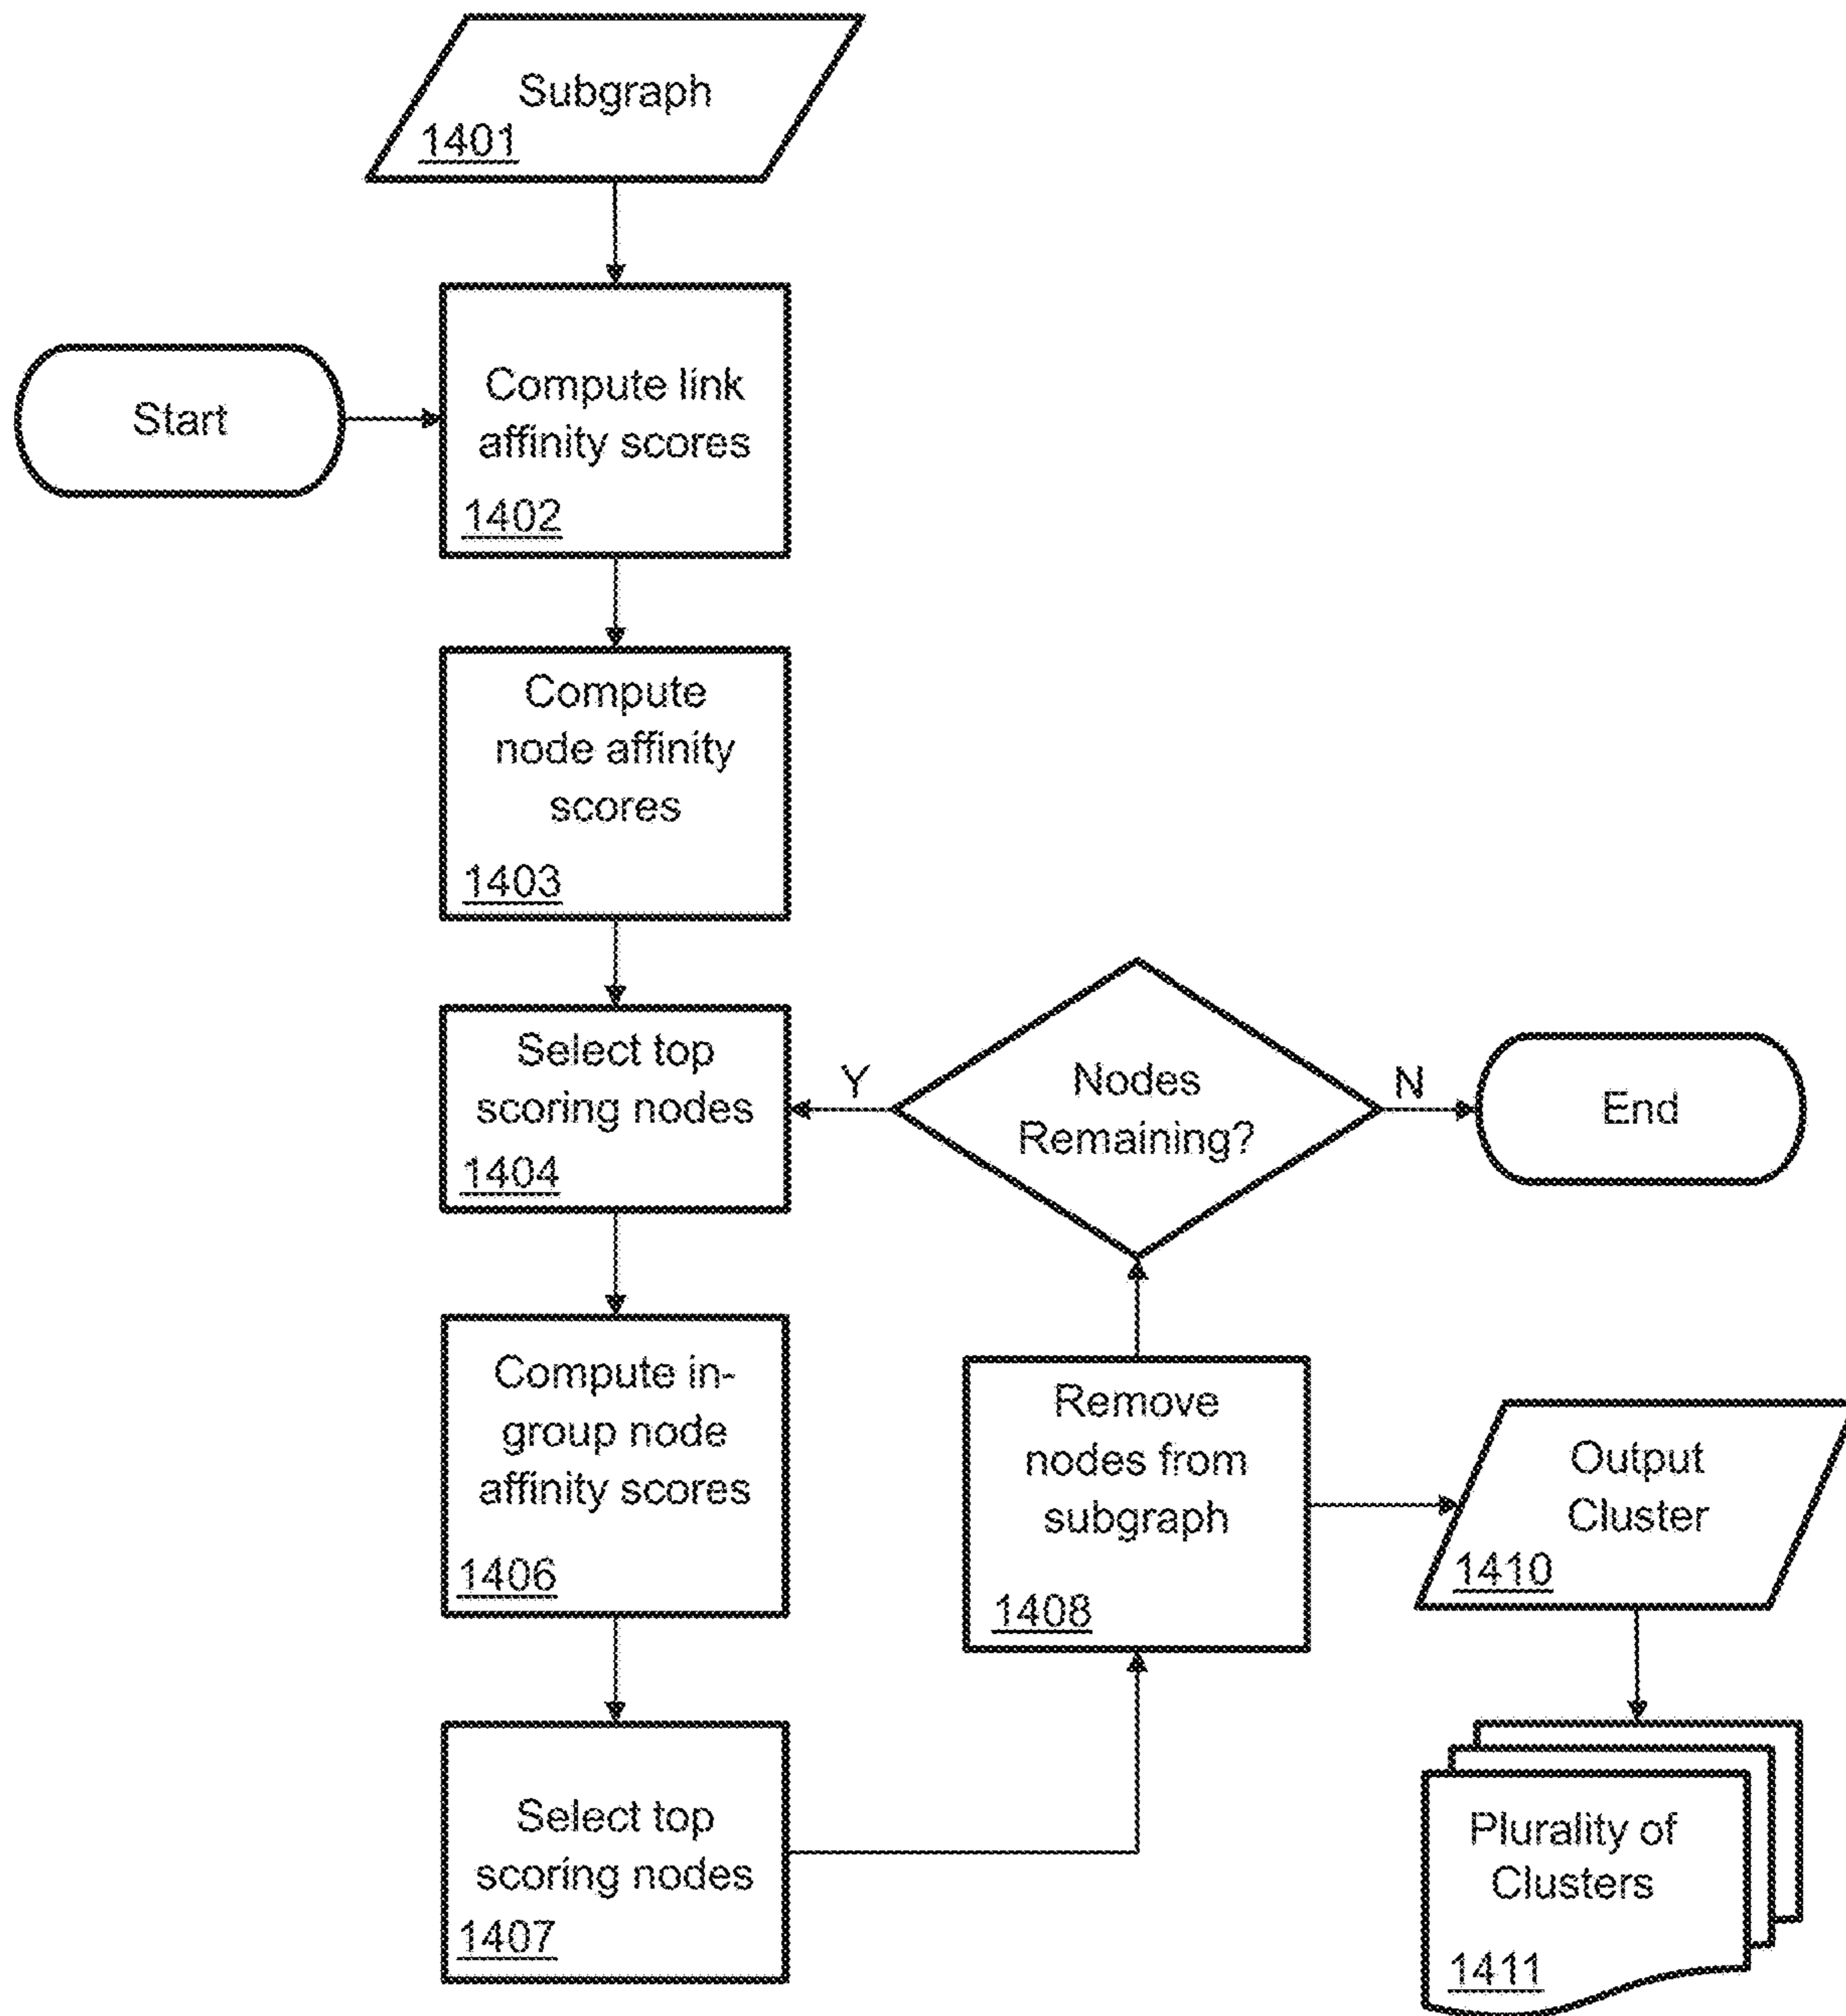 Subgraph
1401
Start
Compute link
affinity scores
1402
Compute
node affinity
scores
1403
Select top
scoring nodes
1404
Y
Nodes
Remaining?
N
End
Compute in-
group node
affinity scores
1406
Remove
nodes from
subgraph
1408
Output
Cluster
1410
Select top
scoring nodes
1407
Plurality of
Clusters
1411